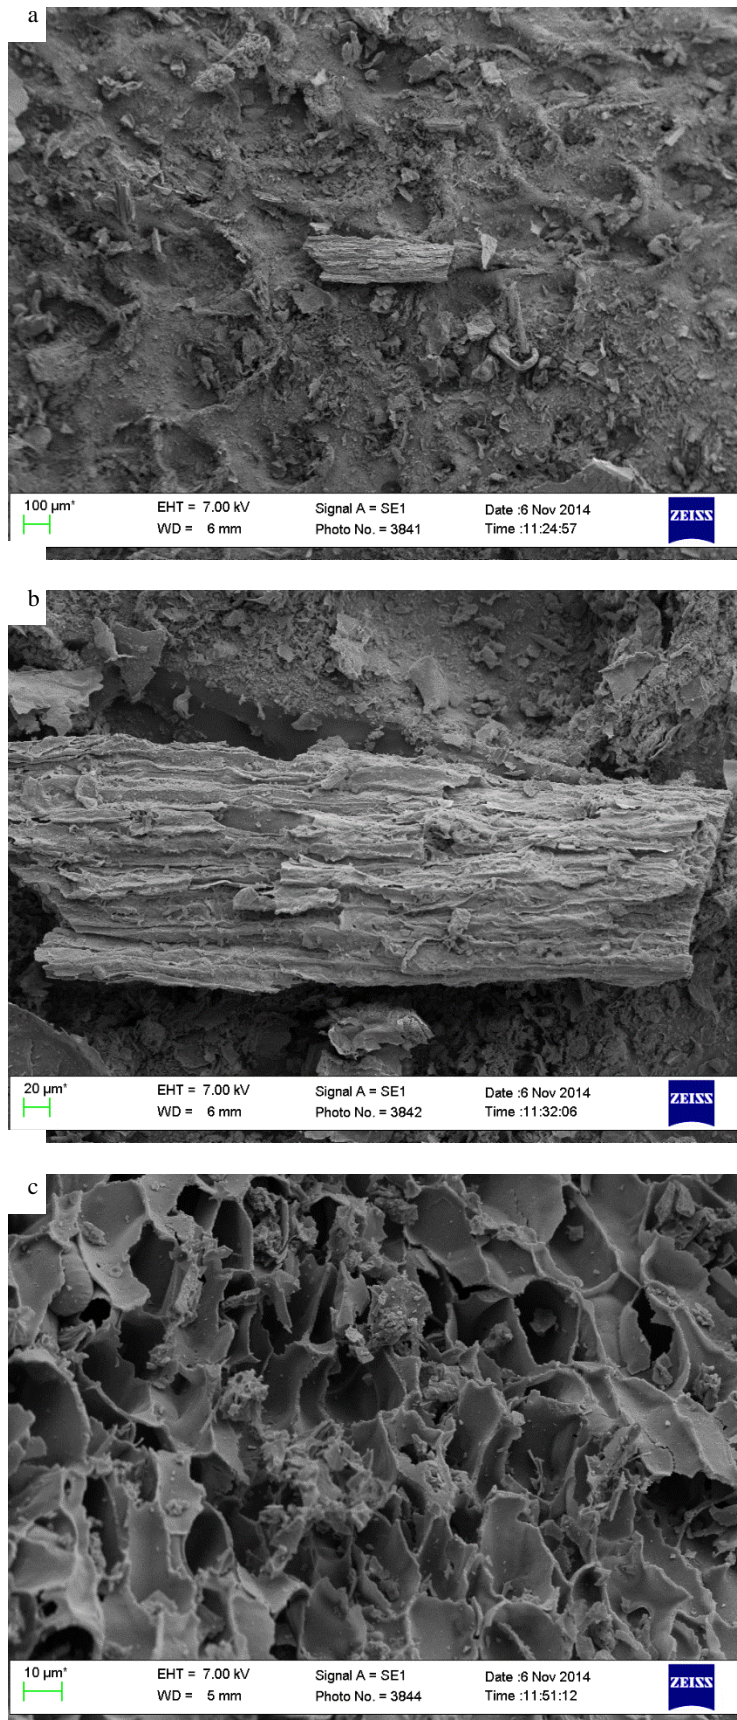 a
100 µm*
EHT = 7.00 kV
Signal A = SE1
Date :6 Nov 2014
WD = 6 mm
Photo No. = 3841
Time :11:24:57
ZEISS
b
20 µm*
EHT = 7.00 kV
Signal A = SE1
Date :6 Nov 2014
WD = 6 mm
Photo No. = 3842
Time :11:32:06
ZEISS
c
10 µm*
EHT = 7.00 kV
Signal A = SE1
Date :6 Nov 2014
WD = 5 mm
Photo No. = 3844
Time :11:51:12
ZEISS